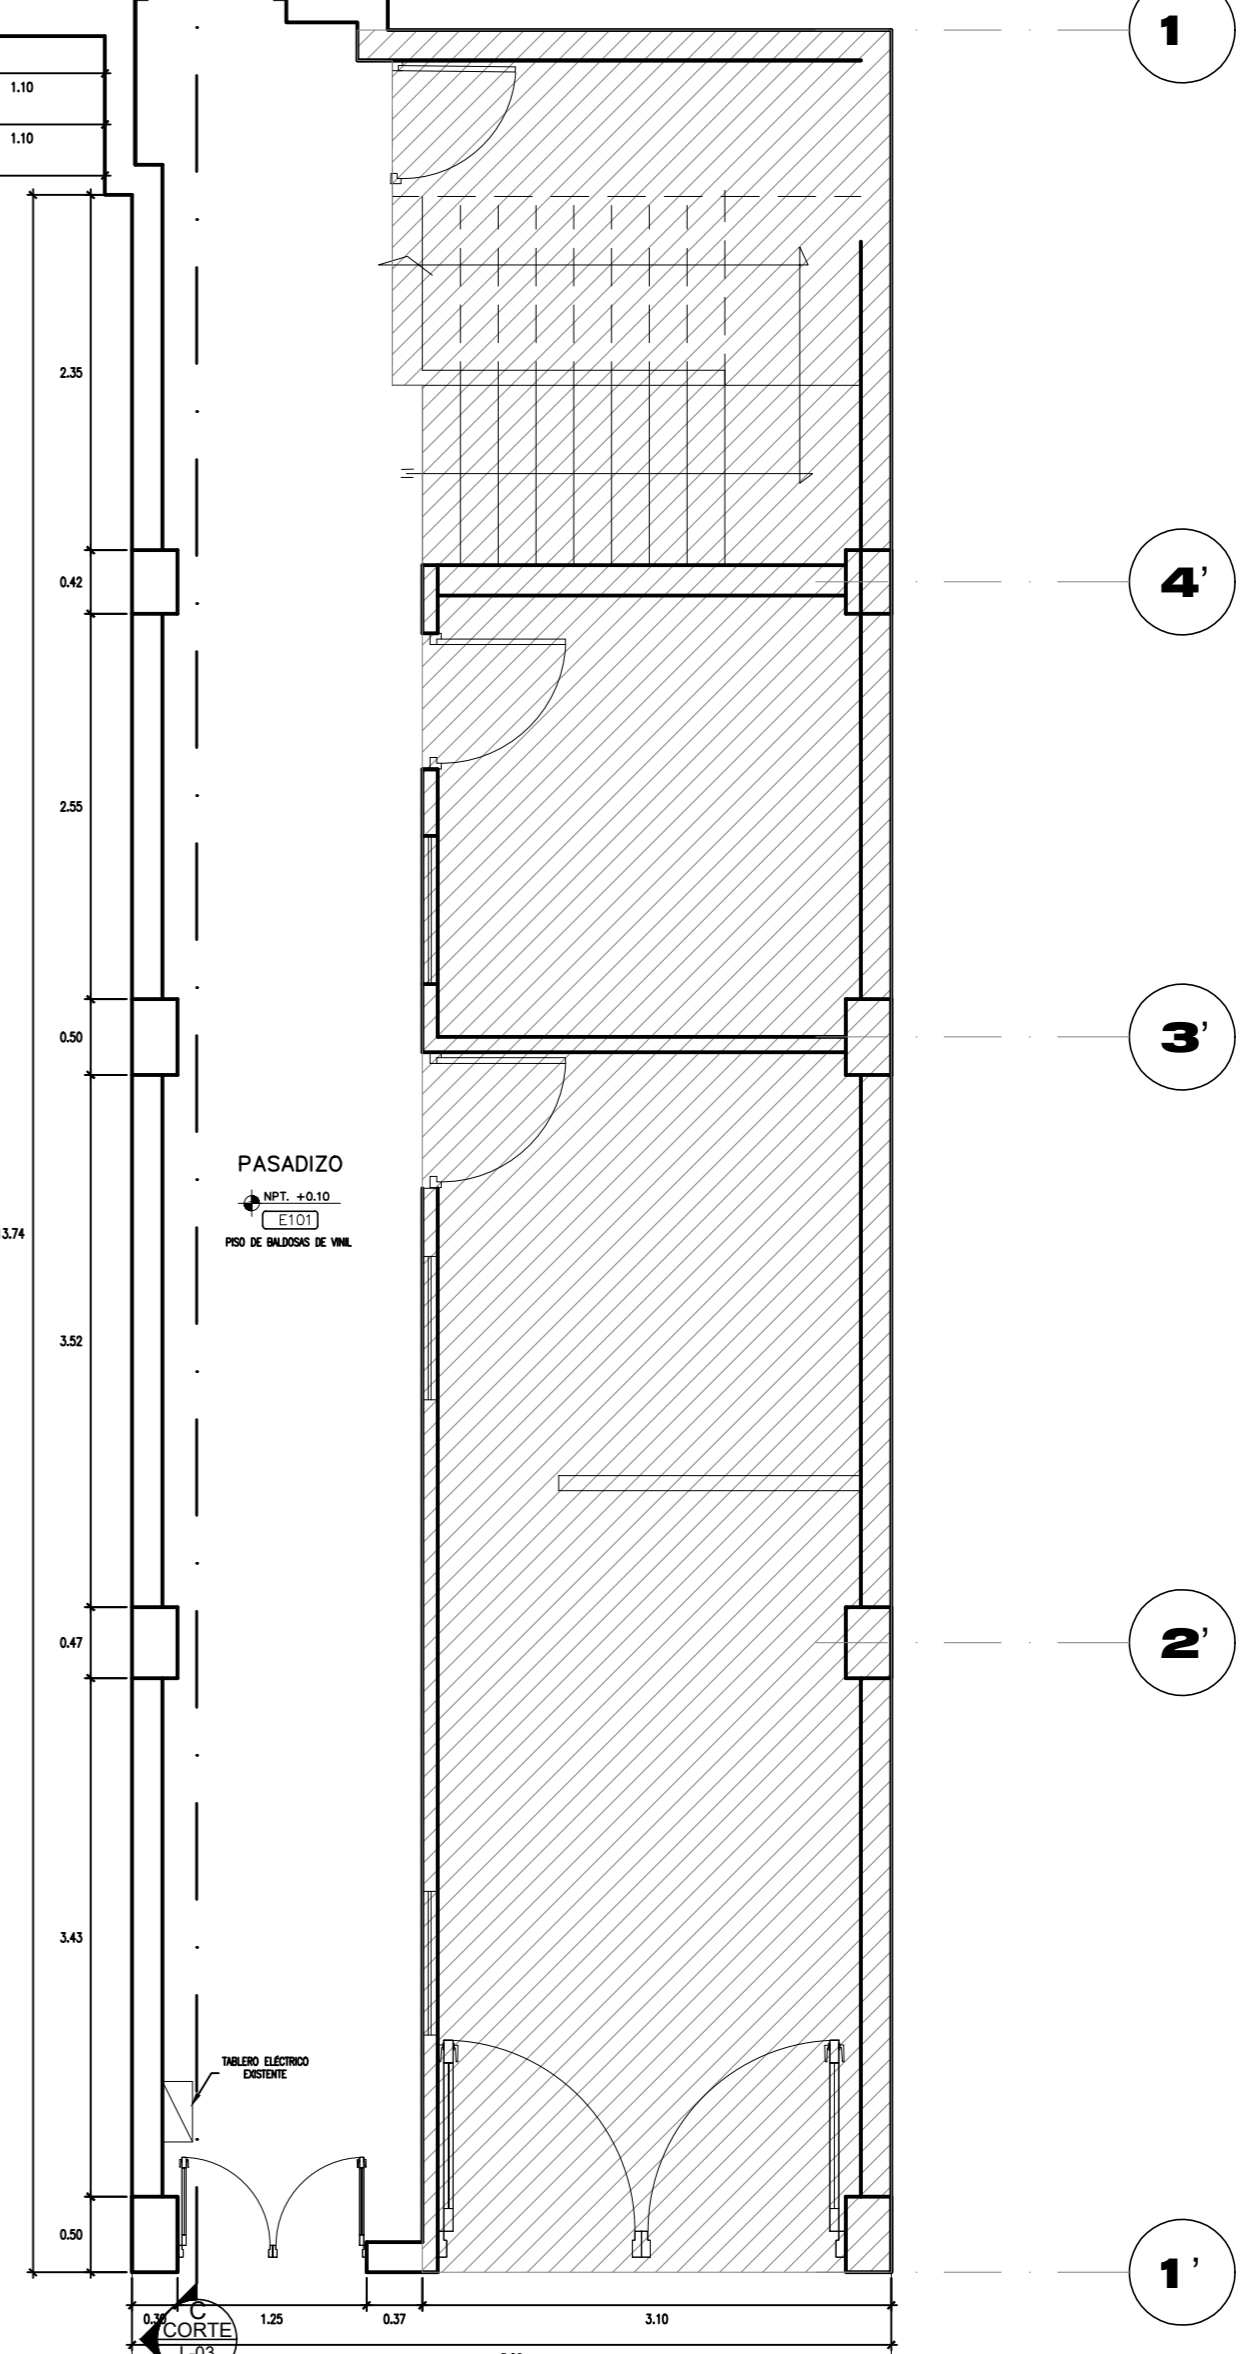 1
1.10
1.10
2.35
0.42
4'
2.55
0.50
3'
PASADIZO
NPT. +0.10
E101
PISO DE BALDOSAS DE VINIL
3.52
0.47
2'
3.43
TABLERO ELÉCTRICO
EXISTENTE
0.50
1'
0.30
1.25
0.37
3.10
C
CORTE